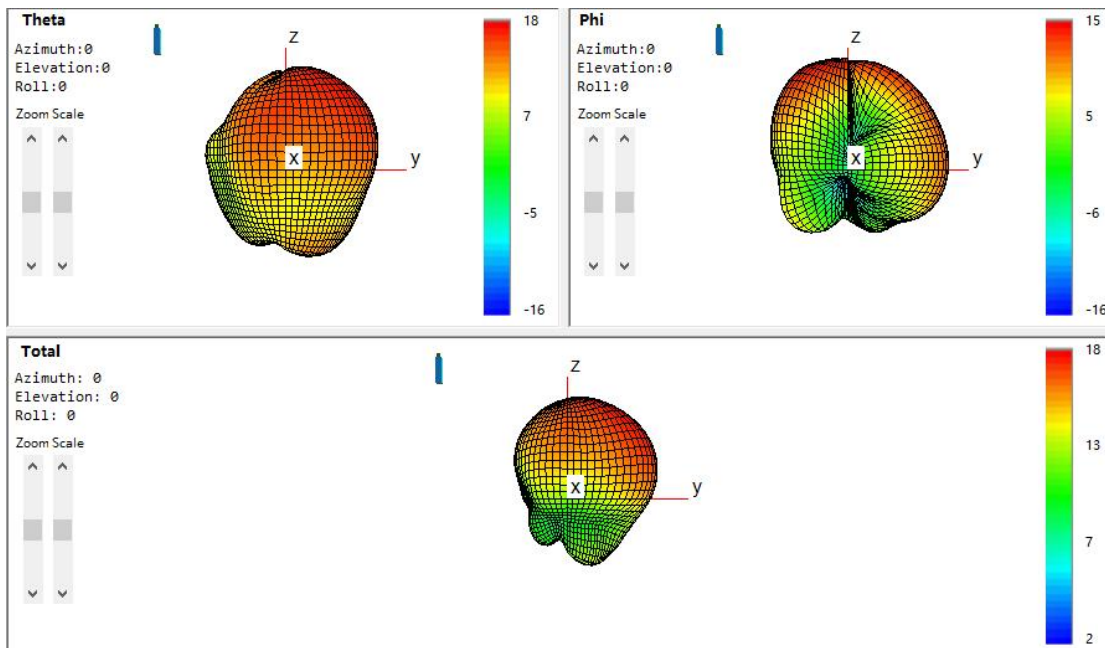 Theta
Azimuth:0
Elevation:0
Roll:0
Zoom Scale
z
y
x
18
7
-5
-16
Phi
Azimuth:0
Elevation:0
Roll:0
Zoom Scale
z
y
x
15
5
-6
-16
Total
Azimuth: 0
Elevation: 0
Roll: 0
Zoom Scale
z
y
x
18
13
7
2